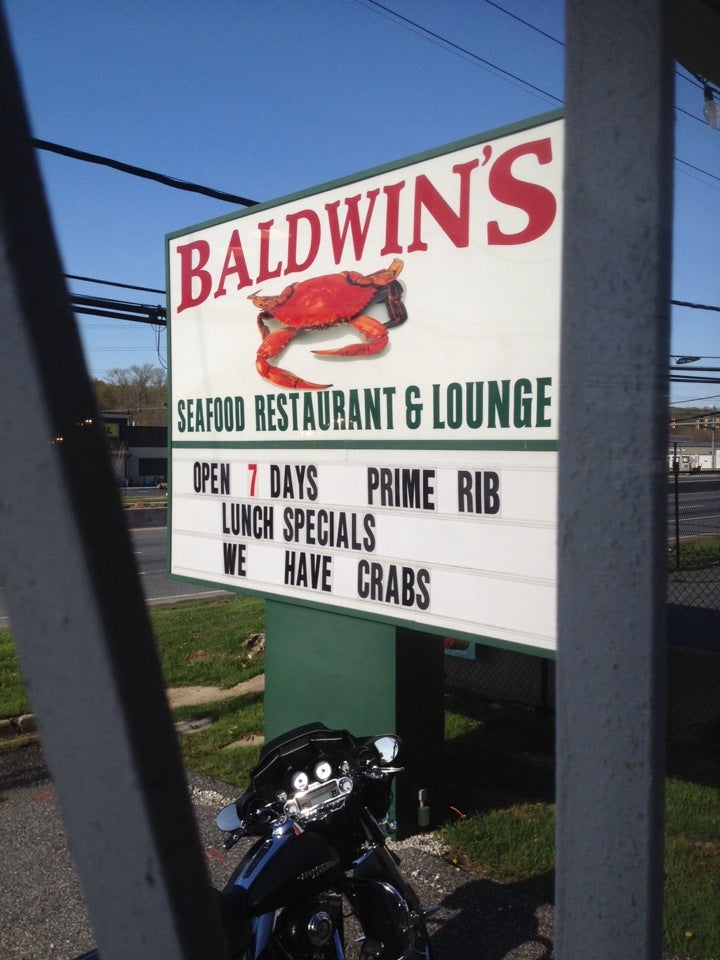 BALDWIN'S
SEAFOOD RESTAURANT & LOUNGE
OPEN 7 DAYS PRIME RIB
LUNCH SPECIALS
WE HAVE CRABS